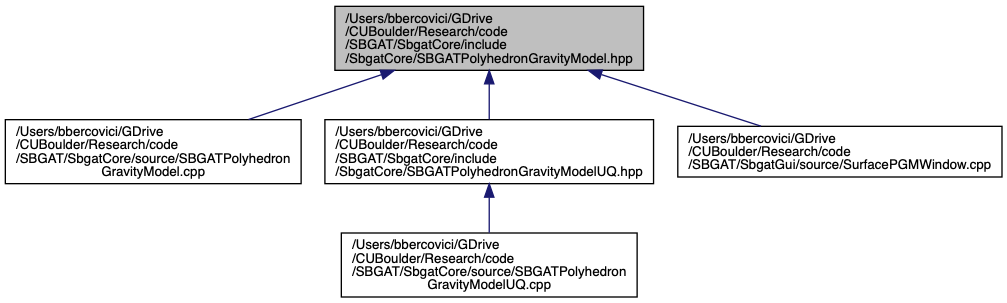 /Users/bbercovici/GDrive
/CUBoulder/Research/code
/SBGAT/SbgatCore/include
/SbgatCore/SBGATPolyhedronGravityModel.hpp
/Users/bbercovici/GDrive
/CUBoulder/Research/code
/SBGAT/SbgatCore/source/SBGATPolyhedron
GravityModel.cpp
/Users/bbercovici/GDrive
/CUBoulder/Research/code
/SBGAT/SbgatCore/include
/SbgatCore/SBGATPolyhedronGravityModelUQ.hpp
/Users/bbercovici/GDrive
/CUBoulder/Research/code
/SBGAT/SbgatGui/source/SurfacePGMWindow.cpp
/Users/bbercovici/GDrive
/CUBoulder/Research/code
/SBGAT/SbgatCore/source/SBGATPolyhedron
GravityModelUQ.cpp